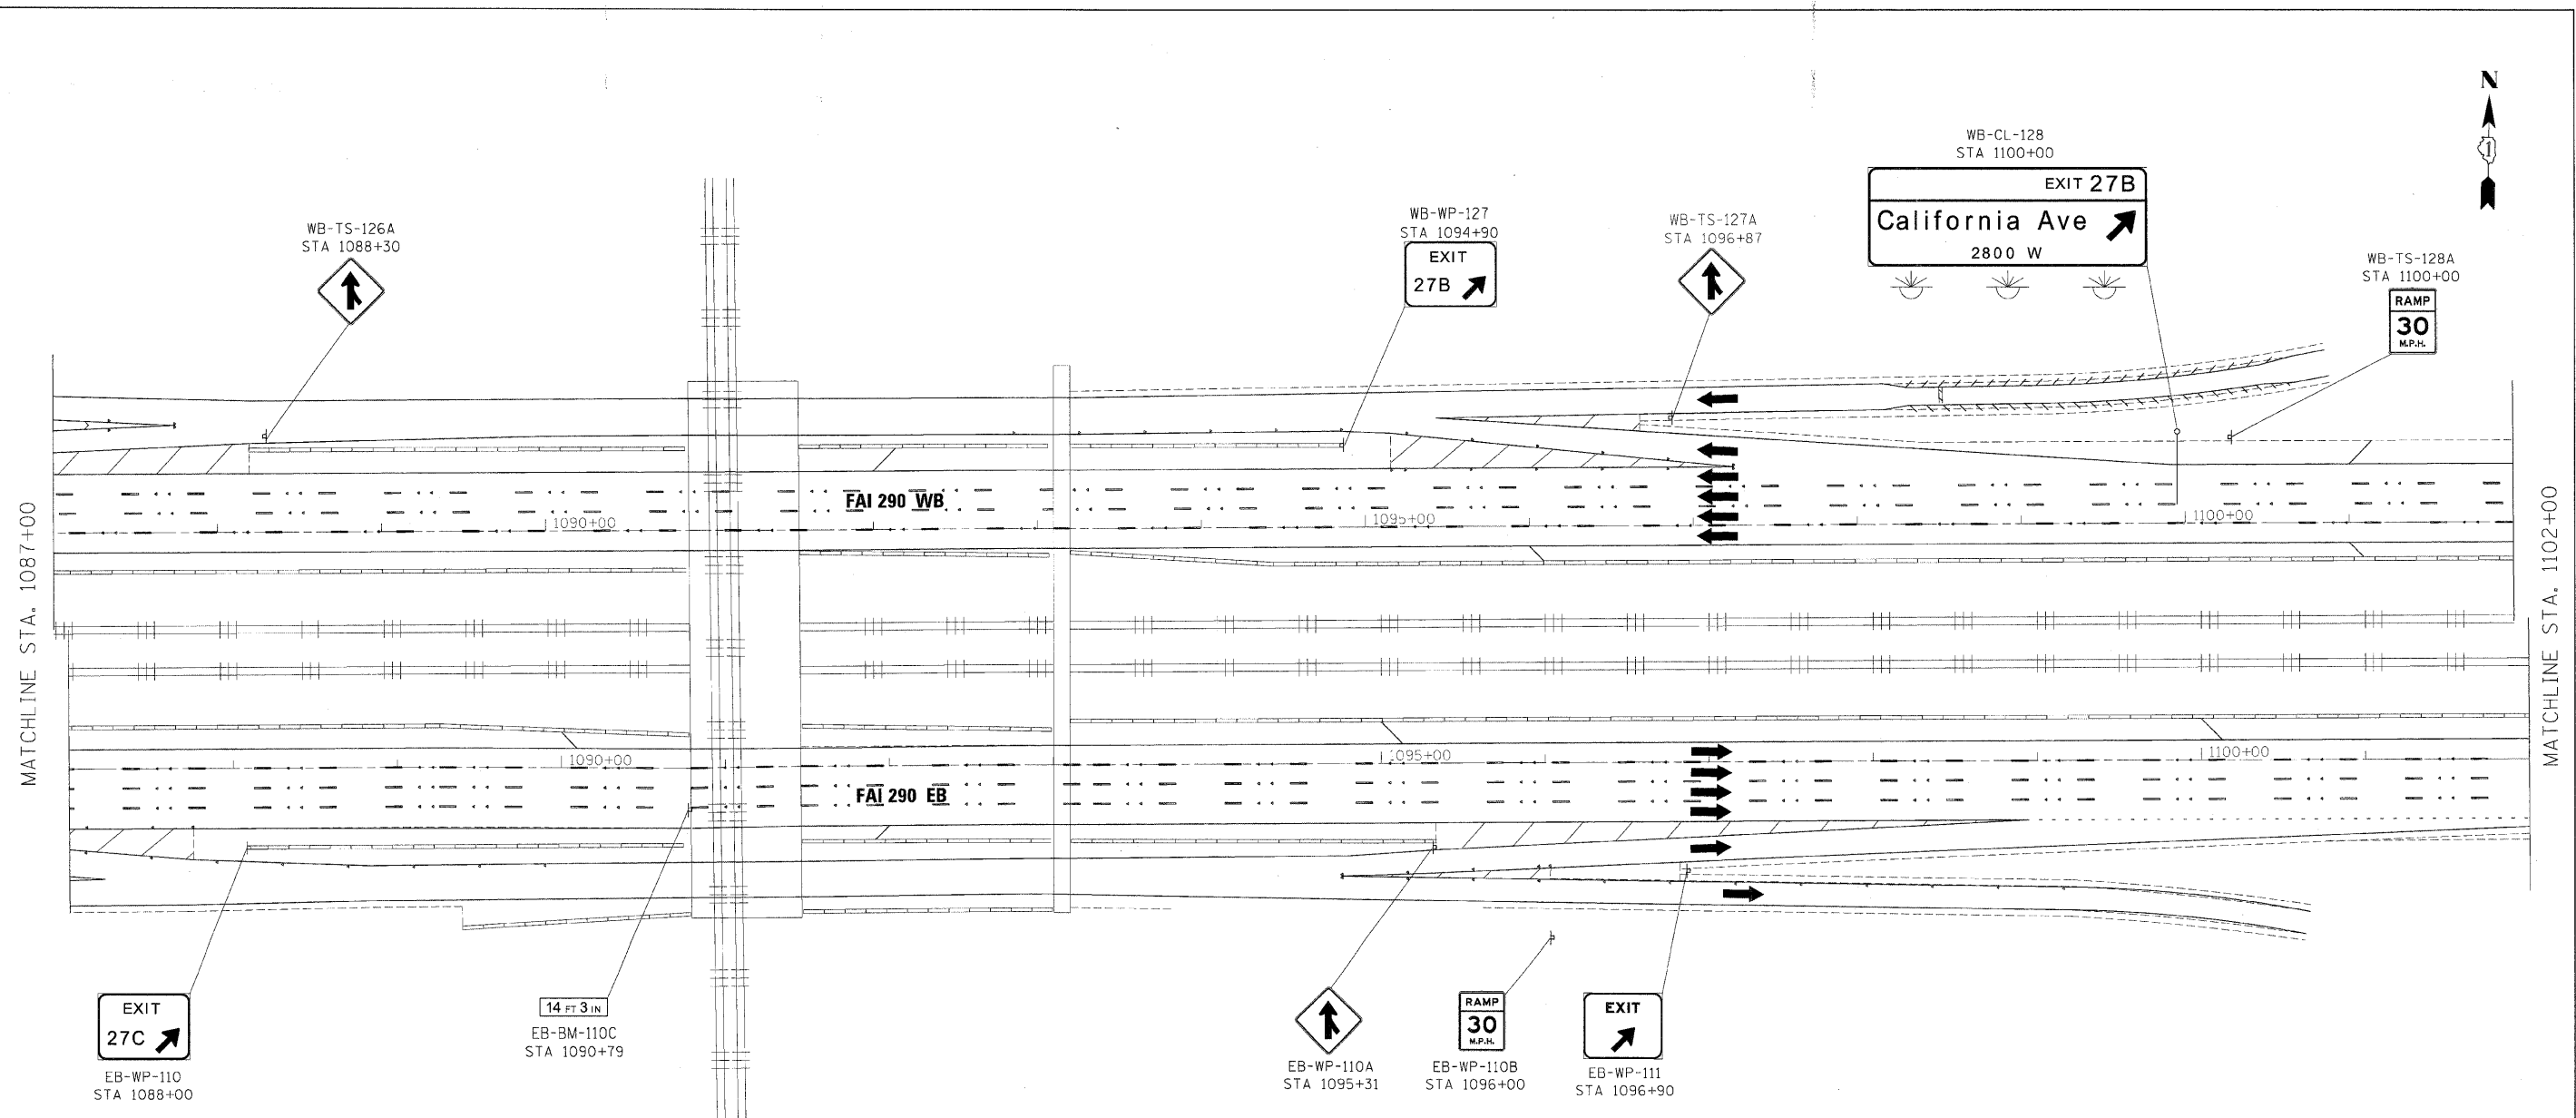 N
1
WB-CL-128
STA 1100+00
EXIT 27B
California Ave
2800 W
WB-TS-126A
STA 1088+30
WB-WP-127
STA 1094+90
EXIT
27B
WB-TS-127A
STA 1096+87
WB-TS-128A
STA 1100+00
RAMP
30
M.P.H.
MATCHLINE STA. 1087+00
FAI 290 WB
1090+00
1095+00
1100+00
MATCHLINE STA. 1102+00
1090+00
1095+00
1100+00
FAI 290 EB
EXIT
27C
EB-WP-110
STA 1088+00
14 FT 3 IN
EB-BM-110C
STA 1090+79
EB-WP-110A
STA 1095+31
RAMP
30
M.P.H.
EB-WP-110B
STA 1096+00
EXIT
EB-WP-111
STA 1096+90